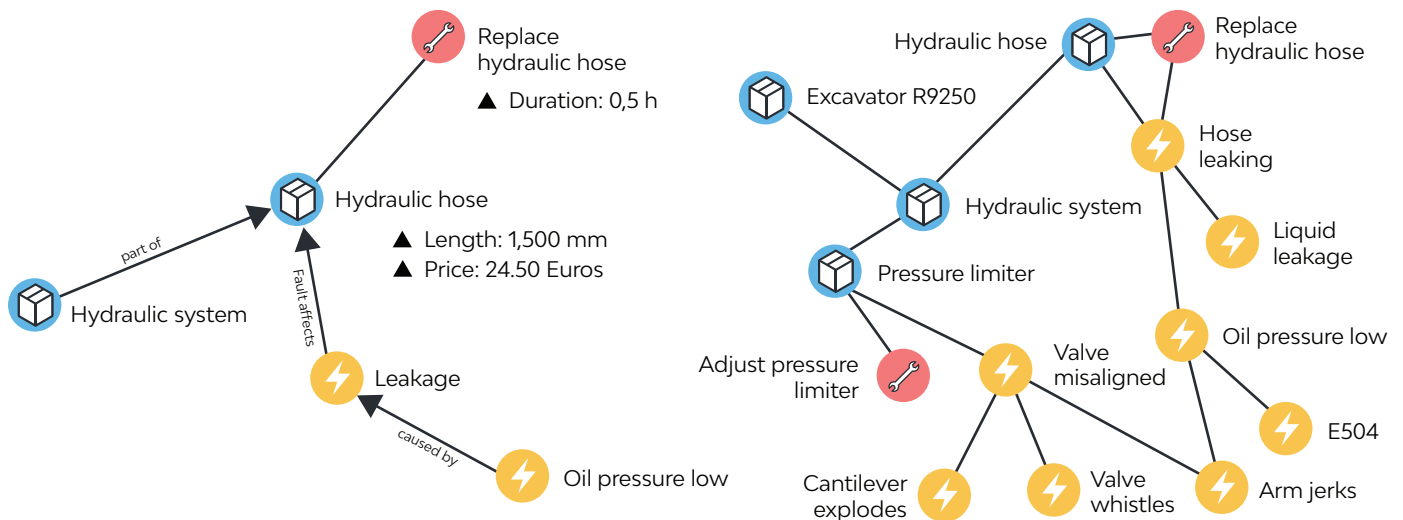 Replace
hydraulic hose
▲ Duration: 0,5 h
Hydraulic hose
▲ Length: 1,500 mm
▲ Price: 24.50 Euros
part of
Hydraulic system
Fault affects
Leakage
caused by
Oil pressure low
Hydraulic hose
Replace
hydraulic hose
Excavator R9250
Hose
leaking
Hydraulic system
Liquid
leakage
Pressure limiter
Oil pressure low
Adjust pressure
limiter
Valve
misaligned
E504
Cantilever
explodes
Valve
whistles
Arm jerks